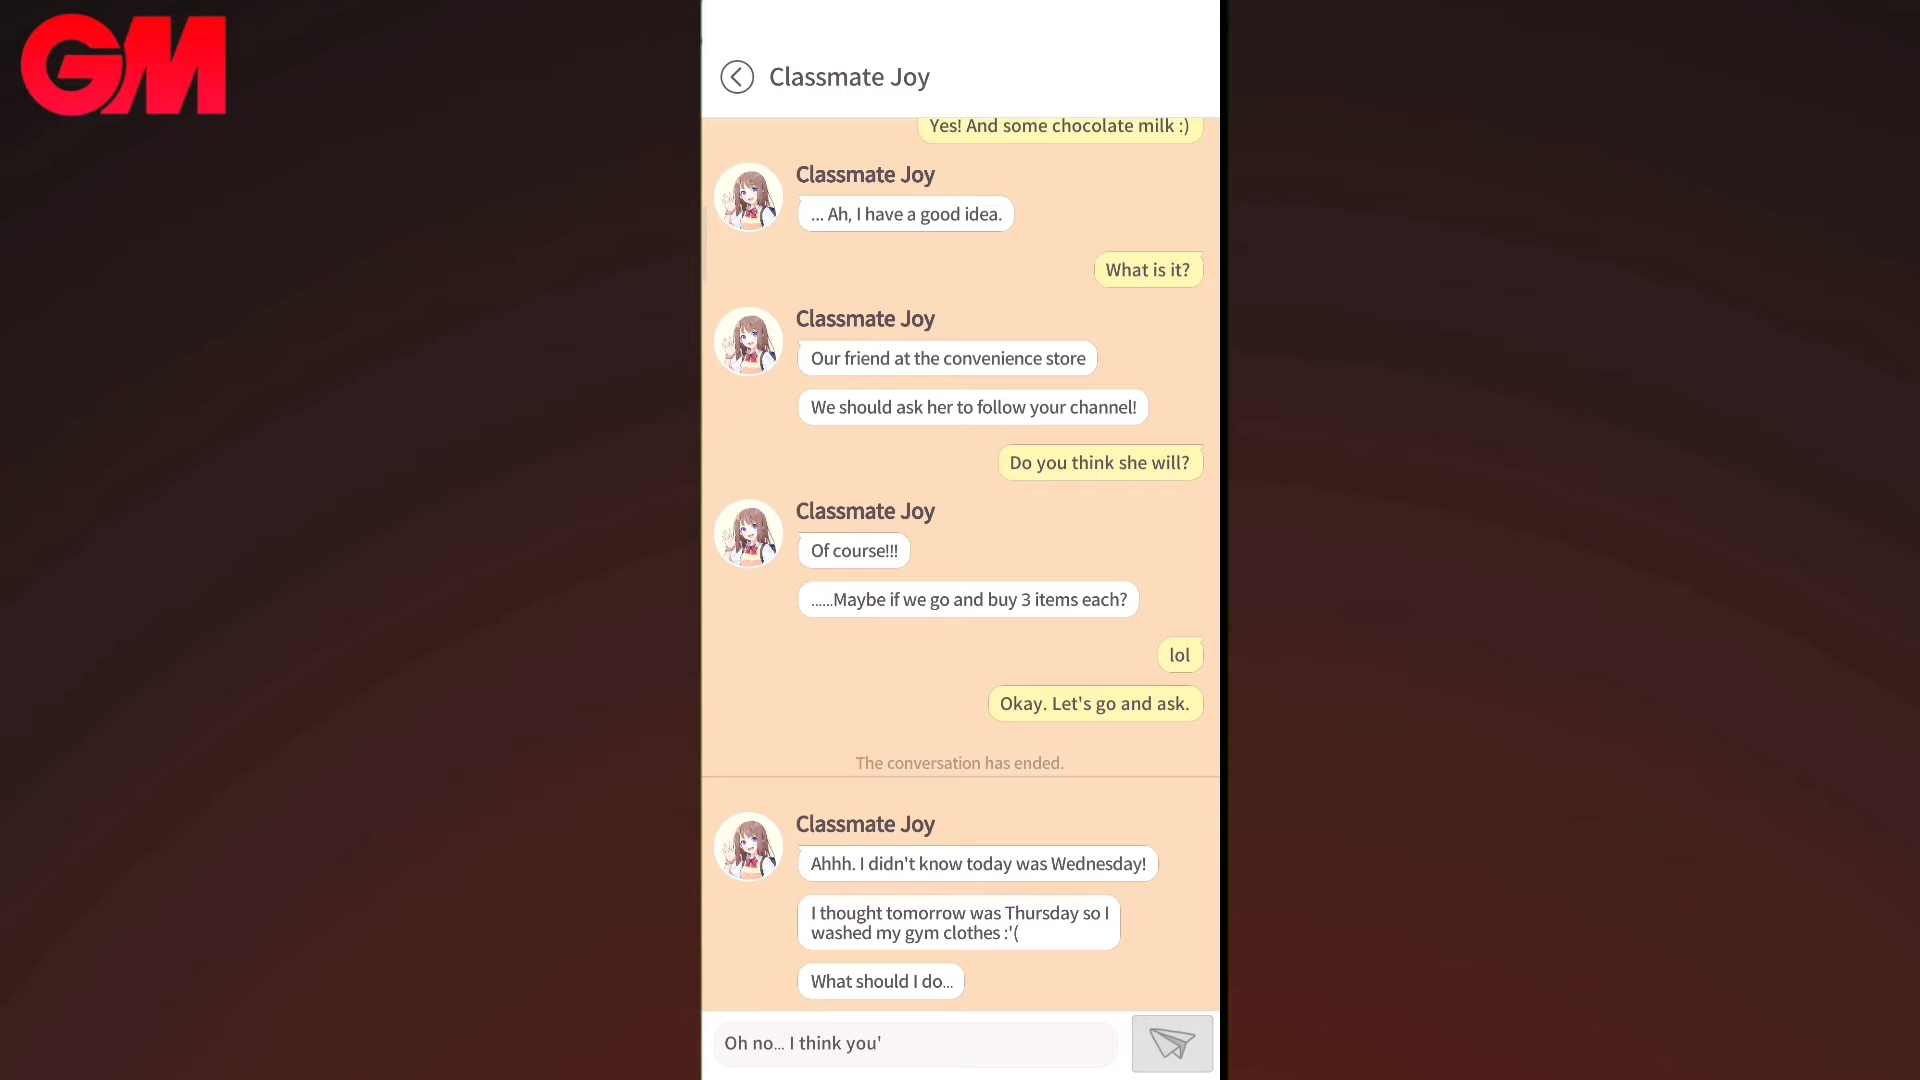 GM
Classmate Joy
Yes! And some chocolate milk :)
Classmate Joy
... Ah, I have a good idea.
What is it?
Classmate Joy
Our friend at the convenience store
We should ask her to follow your channel!
Do you think she will?
Classmate Joy
Of course!!!
......Maybe if we go and buy 3 items each?
lol
Okay. Let's go and ask.
The conversation has ended.
Classmate Joy
Ahhh. I didn't know today was Wednesday!
I thought tomorrow was Thursday so I
washed my gym clothes :'(
What should I do...
Oh no... I think you'